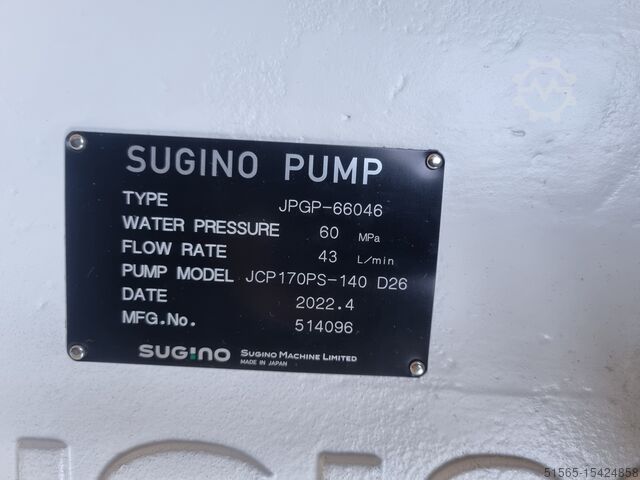 SUGINO PUMP
TYPE JPGP-66046
WATER PRESSURE 60 MPa
FLOW RATE 43 L/min
PUMP MODEL JCP170PS-140 D26
DATE 2022.4
MFG.No. 514096
SUGINO SUGINO MACHINE LIMITED
MADE IN JAPAN
51565-15424858